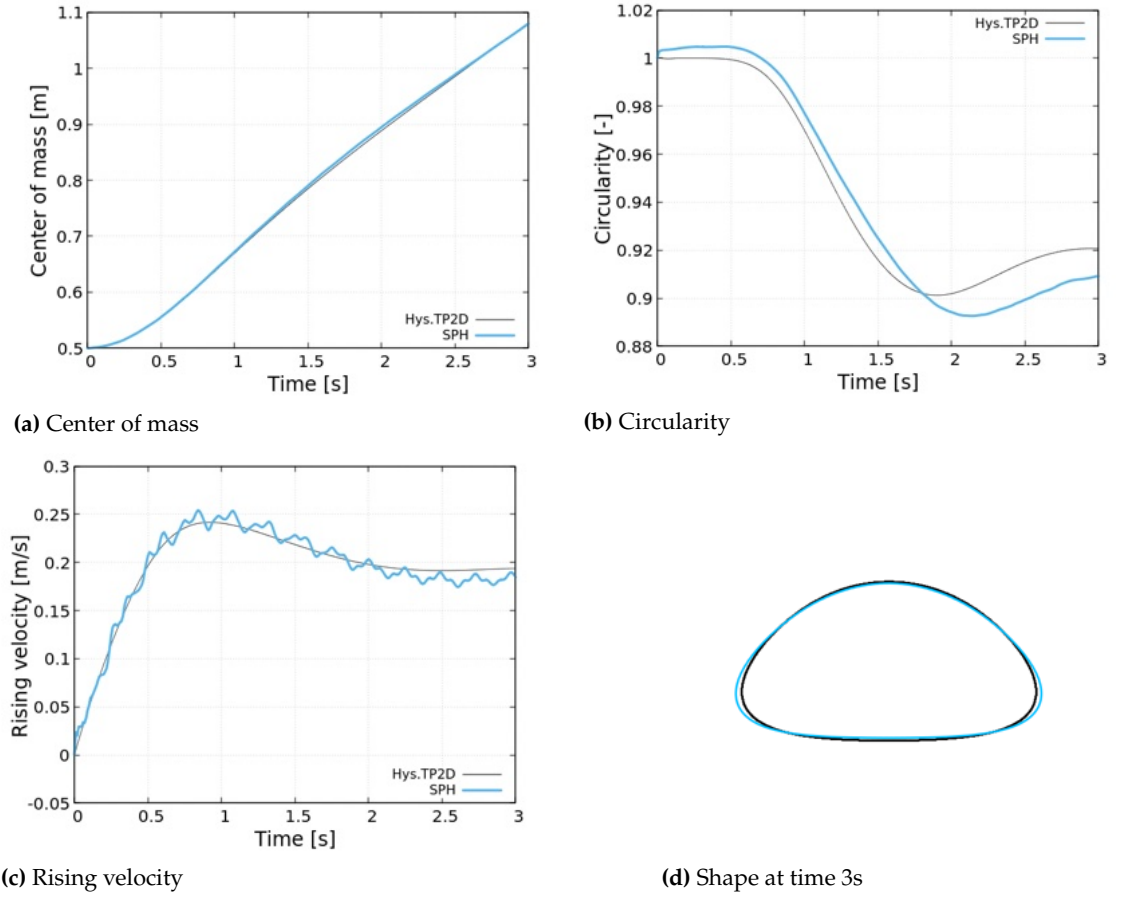 1.1
1
0.9
0.8
0.7
0.6
0.5
Center of mass [m]
Hys.TP2D
SPH
0 0.5 1 1.5 2 2.5 3
Time [s]
(a) Center of mass
1.02
1
0.98
0.96
0.94
0.92
0.9
0.88
Circularity [-]
Hys.TP2D
SPH
0 0.5 1 1.5 2 2.5 3
Time [s]
(b) Circularity
0.3
0.25
0.2
0.15
0.1
0.05
0
-0.05
Rising velocity [m/s]
Hys.TP2D
SPH
0 0.5 1 1.5 2 2.5 3
Time [s]
(c) Rising velocity
(d) Shape at time 3s